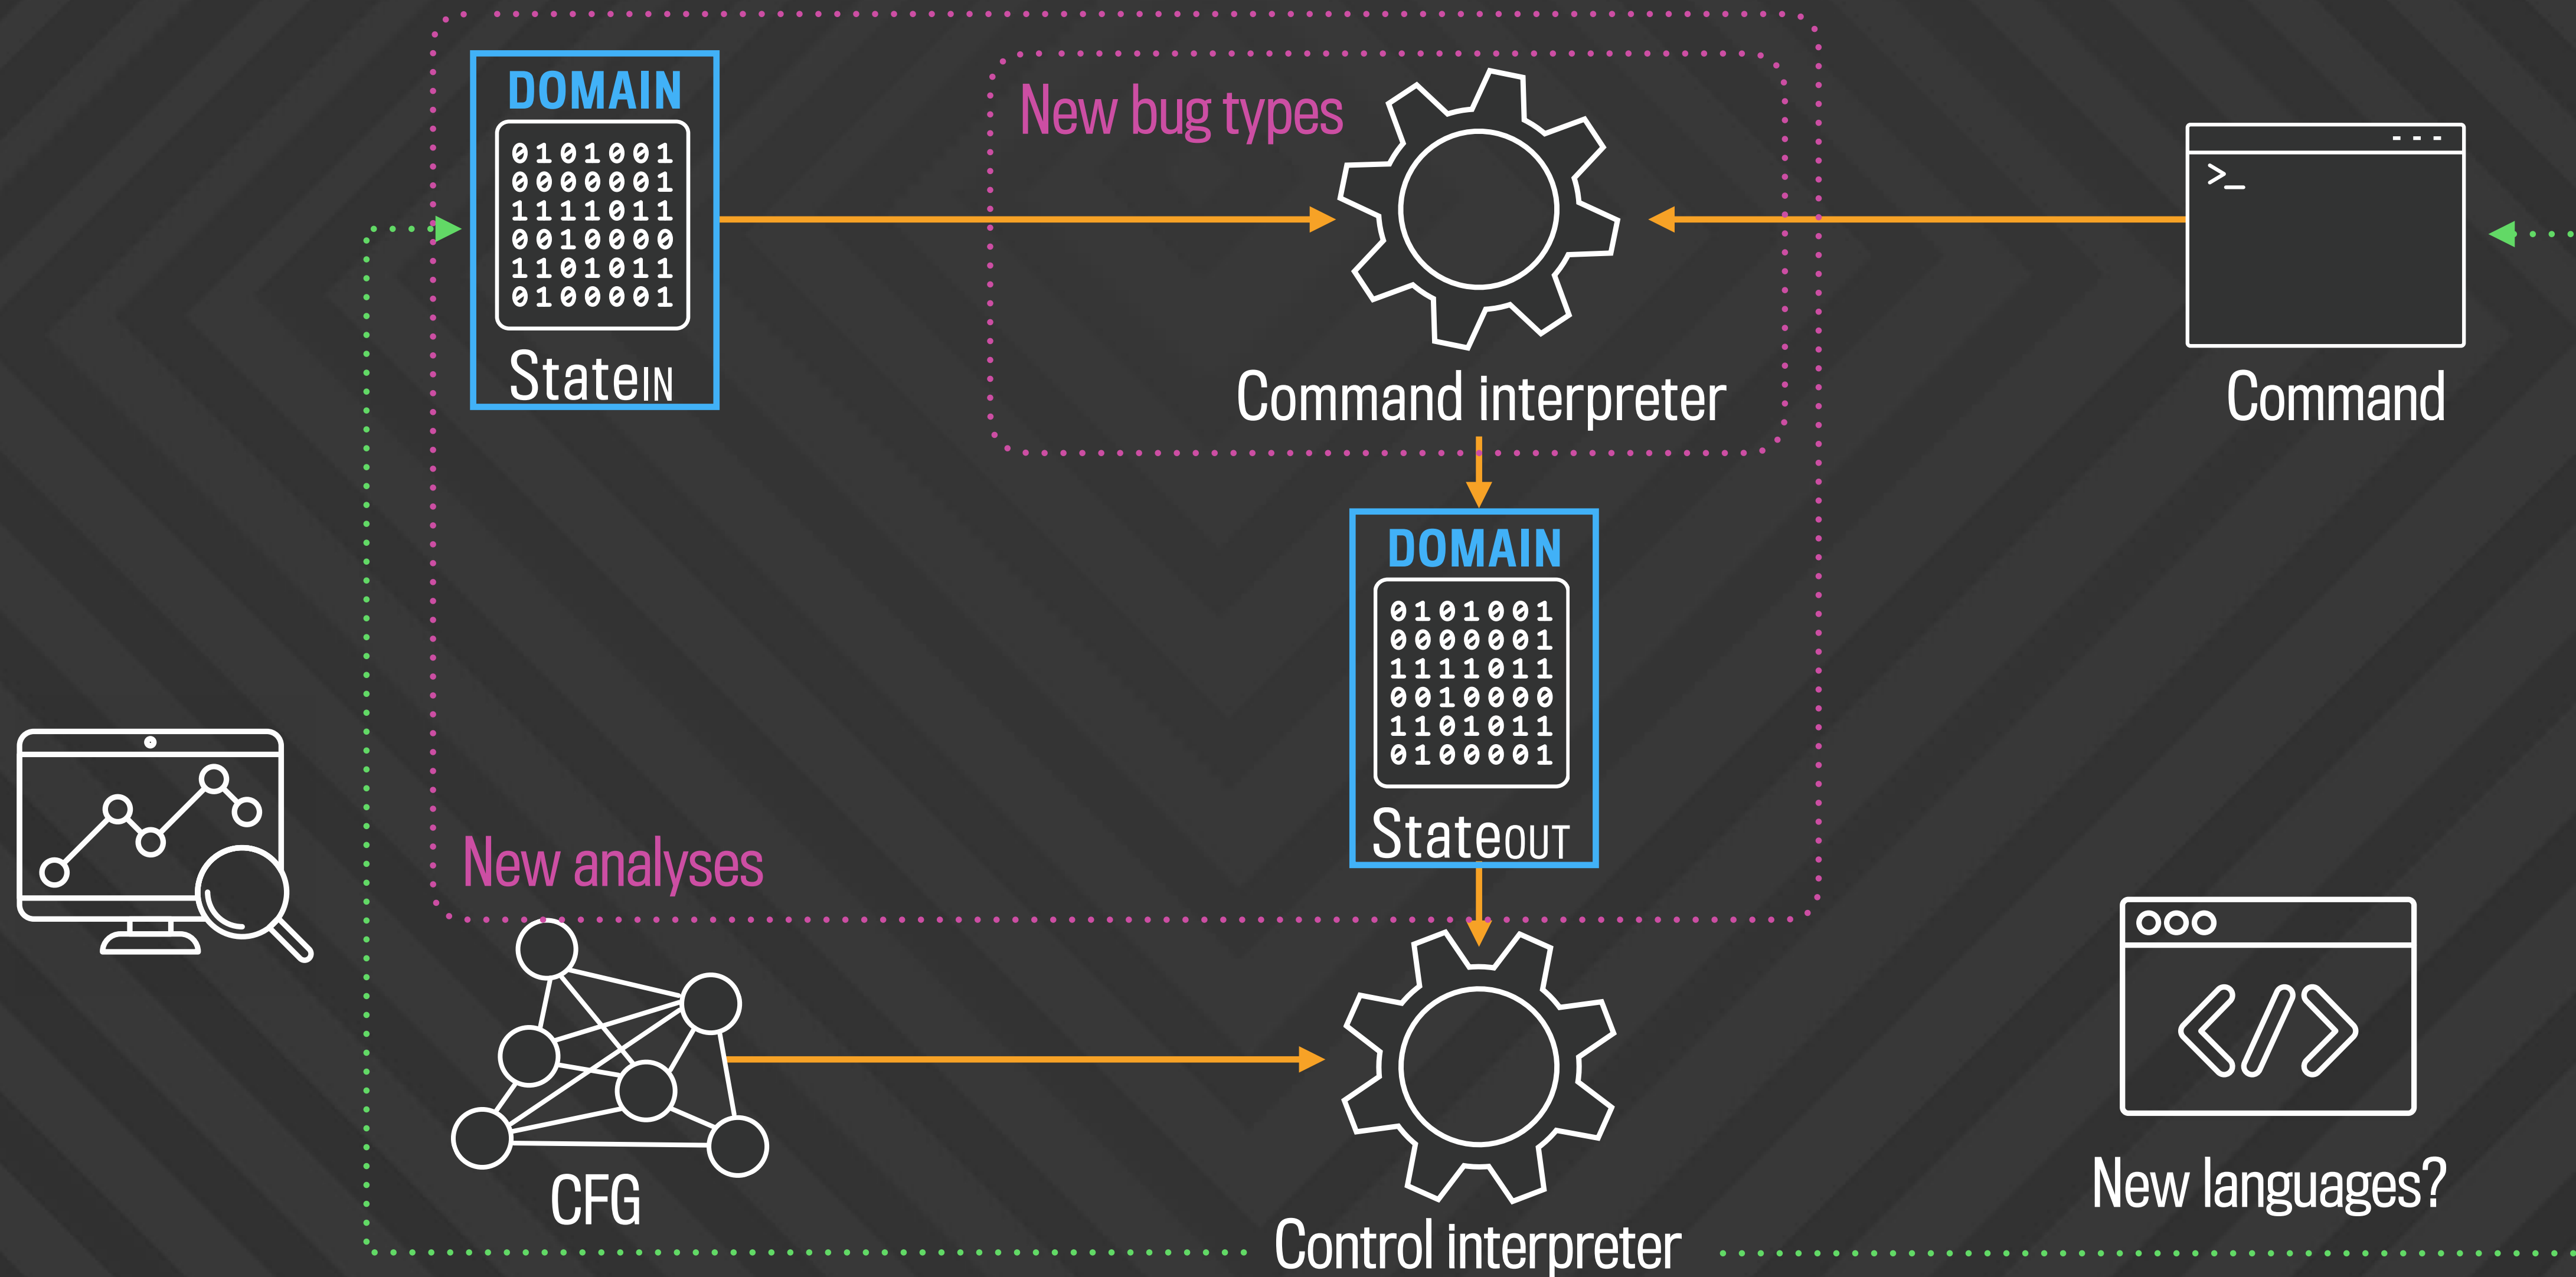 DOMAIN
0101001
0000001
1111011
0010000
1101011
0100001
StateIN
New bug types
Command interpreter
>_
Command
DOMAIN
0101001
0000001
1111011
0010000
1101011
0100001
StateOUT
New analyses
CFG
Control interpreter
</>
New languages?